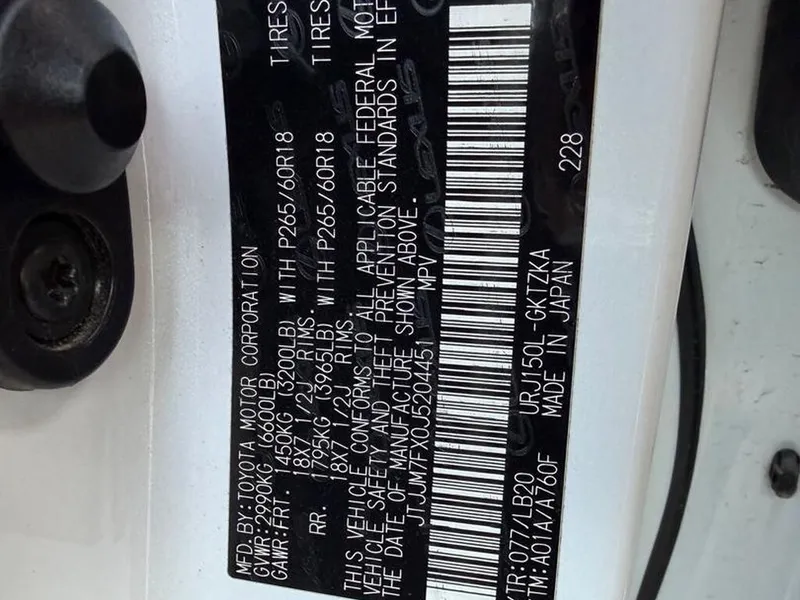 MFD. BY: TOYOTA MOTOR CORPORATION
GVWR: 2990KG (6600LB)
GAWR: FRT. 1450KG (3200LB) WITH P265/60R18 TIRES
18X7 1/2J RIMS.
RR. 1795KG (3965LB) WITH P265/60R18 TIRES
18X7 1/2J RIMS.
THIS VEHICLE CONFORMS TO ALL APPLICABLE FEDERAL
VEHICLE SAFETY AND THEFT PREVENTION STANDARDS IN
THE DATE OF MANUFACTURE SHOWN ABOVE.
JTJJM7FX0J5204451 MPV
LEXUS
TR: 077/LB20 URJ150L-GKTZKA 228
TM: A01A/A760F MADE IN JAPAN